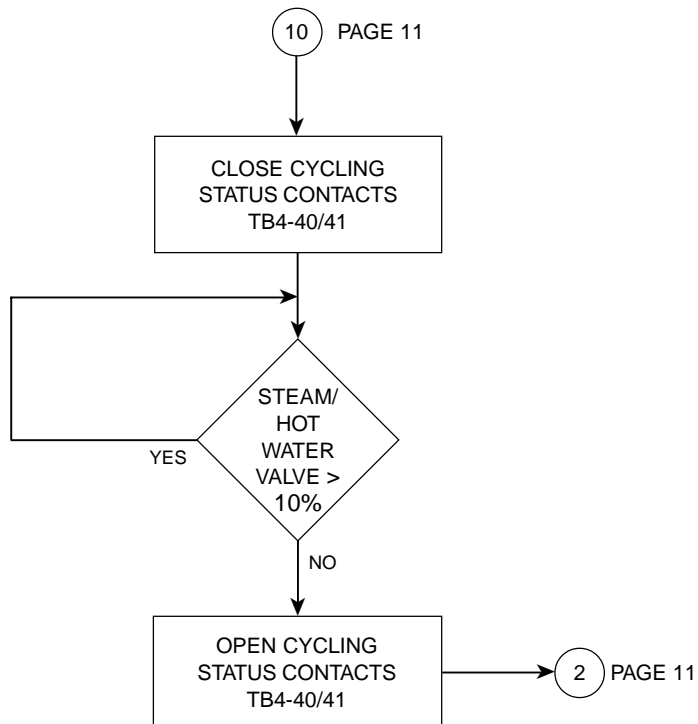 10 PAGE 11
CLOSE CYCLING
STATUS CONTACTS
TB4-40/41
STEAM/
HOT
WATER
VALVE >
10%
YES
NO
OPEN CYCLING
STATUS CONTACTS
TB4-40/41
2 PAGE 11